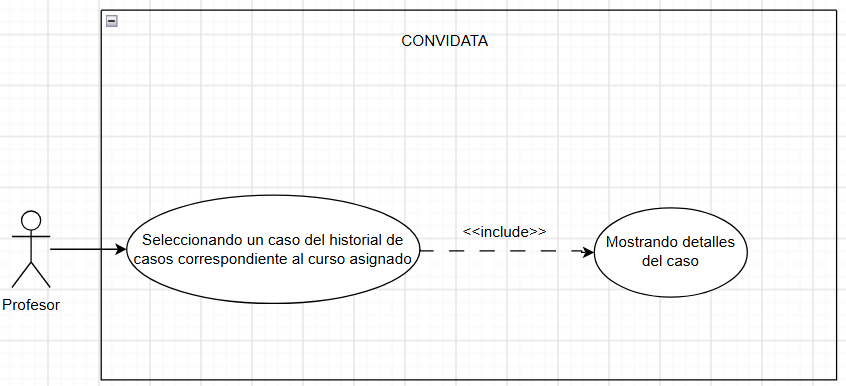 CONVIDATA
Seleccionando un caso del historial de
casos correspondiente al curso asignado
<<include>>
Mostrando detalles
del caso
Profesor